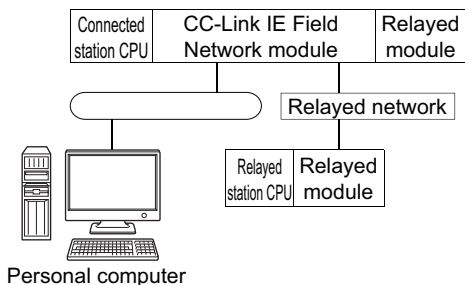 Connected
station CPU
CC-Link IE Field
Network module
Relayed
module
Relayed network
Relayed
station CPU
Relayed
module
Personal computer